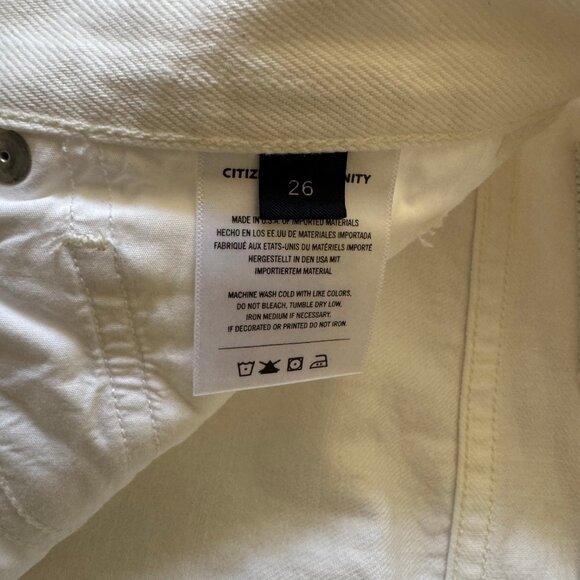 CITIZ NITY
26
MADE IN U.S.A. OF IMPORTED MATERIALS
HECHO EN LOS EE.UU DE MATERIALES IMPORTADA
FABRIQUÉ AUX ETATS-UNIS DU MATÉRIELS IMPORTÉ
HERGESTELLT IN DEN USA MIT
IMPORTIERTEM MATERIAL
MACHINE WASH COLD WITH LIKE COLORS,
DO NOT BLEACH, TUMBLE DRY LOW,
IRON MEDIUM IF NECESSARY.
IF DECORATED OR PRINTED DO NOT IRON.